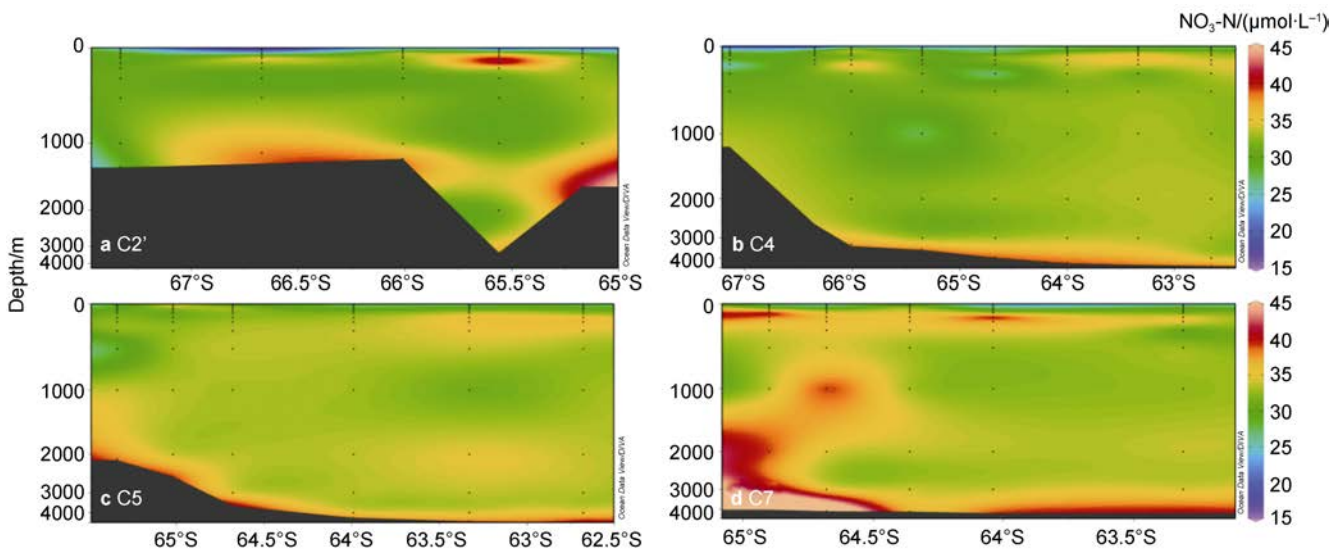 NO₃-N/(μmol·L⁻¹)
Depth/m
0
1000
2000
3000
4000
a C2’
67°S
66.5°S
66°S
65.5°S
65°S
Ocean Data View/DIVA
0
1000
2000
3000
4000
b C4
67°S
66°S
65°S
64°S
63°S
Ocean Data View/DIVA
45
40
35
30
25
20
15
0
1000
2000
3000
4000
c C5
65°S
64.5°S
64°S
63.5°S
63°S
62.5°S
Ocean Data View/DIVA
0
1000
2000
3000
4000
d C7
65°S
64.5°S
64°S
63.5°S
Ocean Data View/DIVA
45
40
35
30
25
20
15